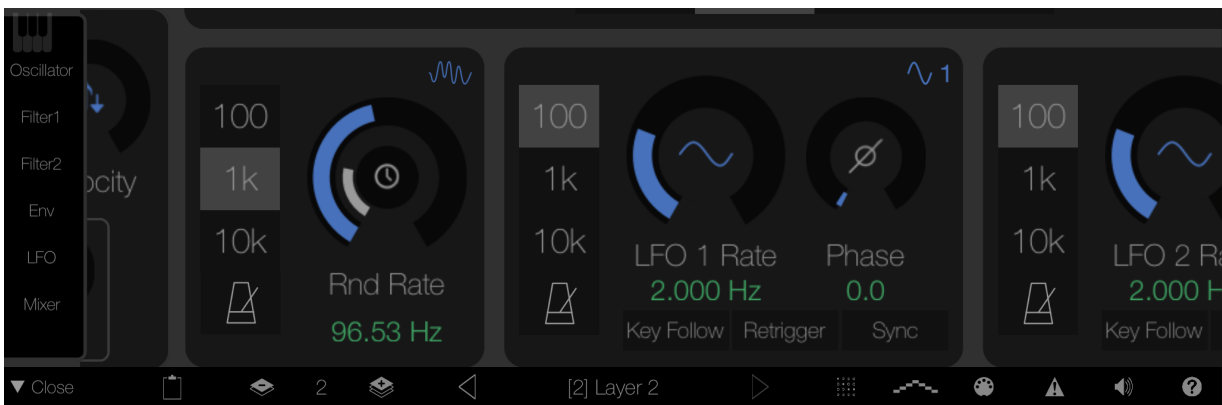 Oscillator
Filter1
Filter2
Env
LFO
Mixer
ocity
100
1k
10k
Rnd Rate
96.53 Hz
1
100
1k
10k
LFO 1 Rate
2.000 Hz
Phase
0.0
Key Follow Retrigger Sync
100
1k
10k
LFO 2 Ra
2.000 H
Key Follow
▼ Close
2
[2] Layer 2
?